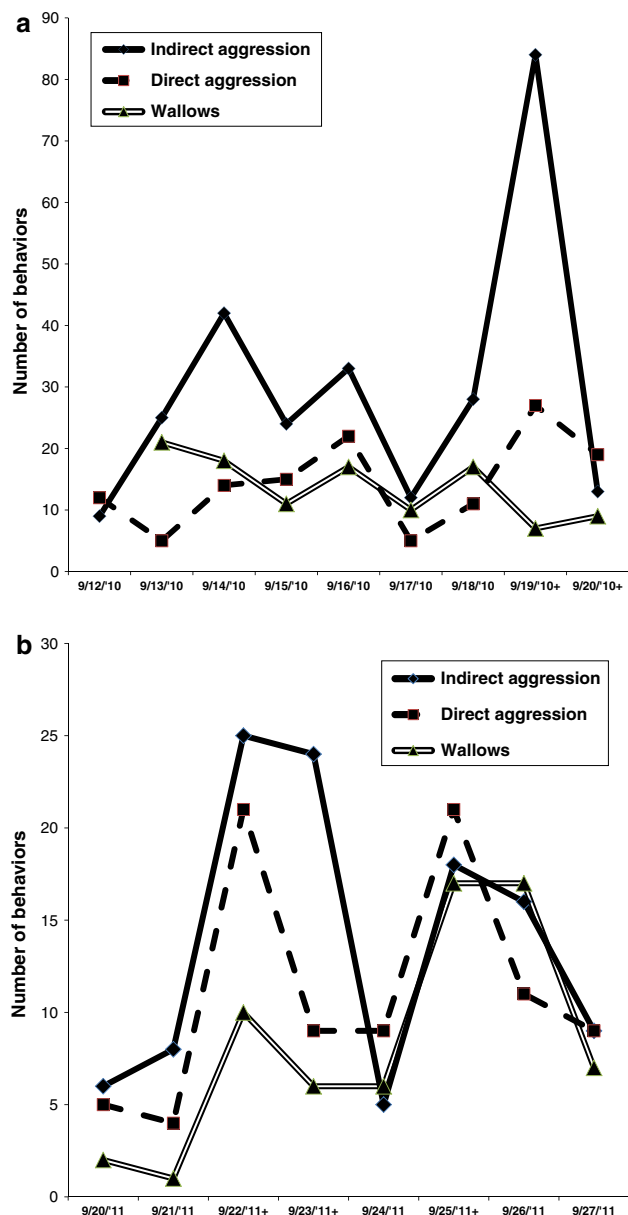 a
90
80
70
60
50
40
30
20
10
0
Number of behaviors
Indirect aggression
Direct aggression
Wallows
9/12/'10 9/13/'10 9/14/'10 9/15/'10 9/16/'10 9/17/'10 9/18/'10 9/19/'10+ 9/20/'10+
b
30
25
20
15
10
5
0
Number of behaviors
Indirect aggression
Direct aggression
Wallows
9/20/'11 9/21/'11 9/22/'11+ 9/23/'11+ 9/24/'11 9/25/'11+ 9/26/'11 9/27/'11